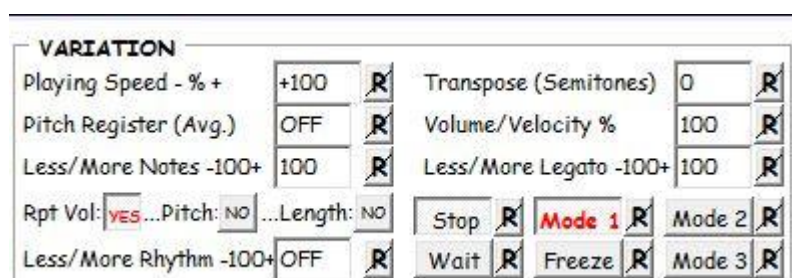 VARIATION
Playing Speed - % + +100 R Transpose (Semitones) 0 R
Pitch Register (Avg.) OFF R Volume/Velocity % 100 R
Less/More Notes -100+ 100 R Less/More Legato -100+ 100 R
Rpt Vol: YES ...Pitch: NO ...Length: NO Stop R Mode 1 R Mode 2 R
Less/More Rhythm -100+ OFF R Wait R Freeze R Mode 3 R